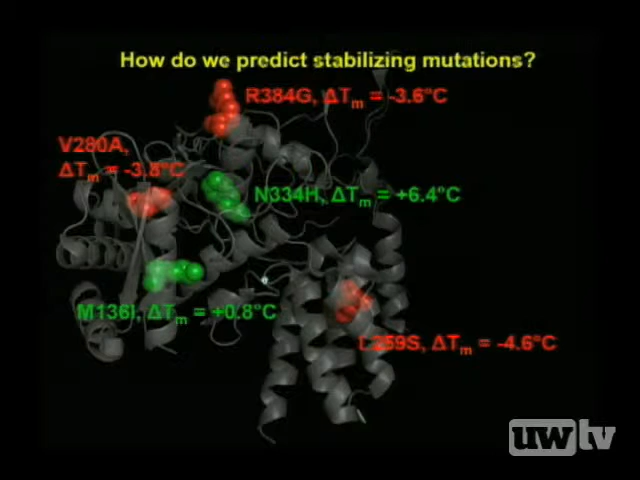 How do we predict stabilizing mutations?
R384G, ΔTm = -3.6°C
V280A,
ΔTm = -3.8°C
N334H, ΔTm = +6.4°C
M136I, ΔTm = +0.8°C
L259S, ΔTm = -4.6°C
uwtv